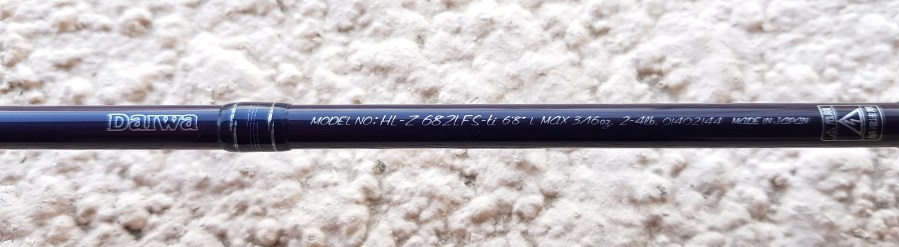 Daiwa
MODEL NO: HL-Z 682LFS-ti 6'8" L MAX 3/16oz. 2-4lb. 01402144 MADE IN JAPAN